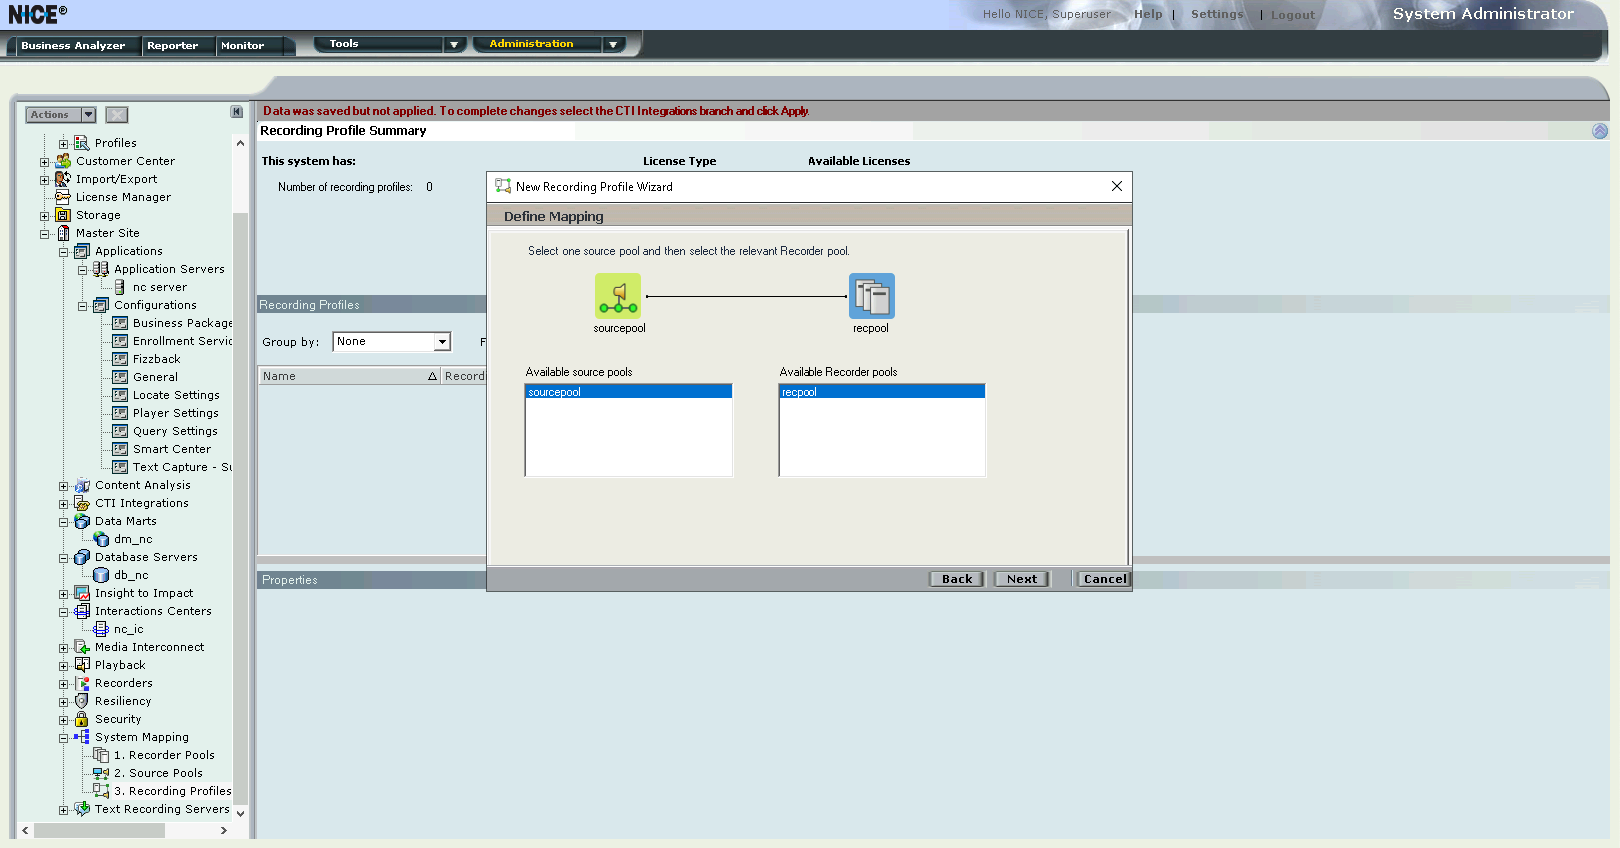 NICE®
Hello NICE, Superuser Help | Settings | Logout
System Administrator
Business Analyzer Reporter Monitor Tools Administration
Actions
Profiles
Customer Center
Import/Export
License Manager
Storage
Master Site
Applications
Application Servers
nc server
Configurations
Business Package
Enrollment Servic
Fizzback
General
Locate Settings
Player Settings
Query Settings
Smart Center
Text Capture - Su
Content Analysis
CTI Integrations
Data Marts
dm_nc
Database Servers
db_nc
Insight to Impact
Interactions Centers
nc_ic
Media Interconnect
Playback
Recorders
Resiliency
Security
System Mapping
1. Recorder Pools
2. Source Pools
3. Recording Profiles
Text Recording Servers
Data was saved but not applied. To complete changes select the CTI Integrations branch and click Apply.
Recording Profile Summary
This system has: License Type Available Licenses
Number of recording profiles: 0
Recording Profiles
Group by: None F
Name Recordi
Properties
New Recording Profile Wizard
Define Mapping
Select one source pool and then select the relevant Recorder pool.
sourcepool recpool
Available source pools Available Recorder pools
sourcepool recpool
Back Next Cancel